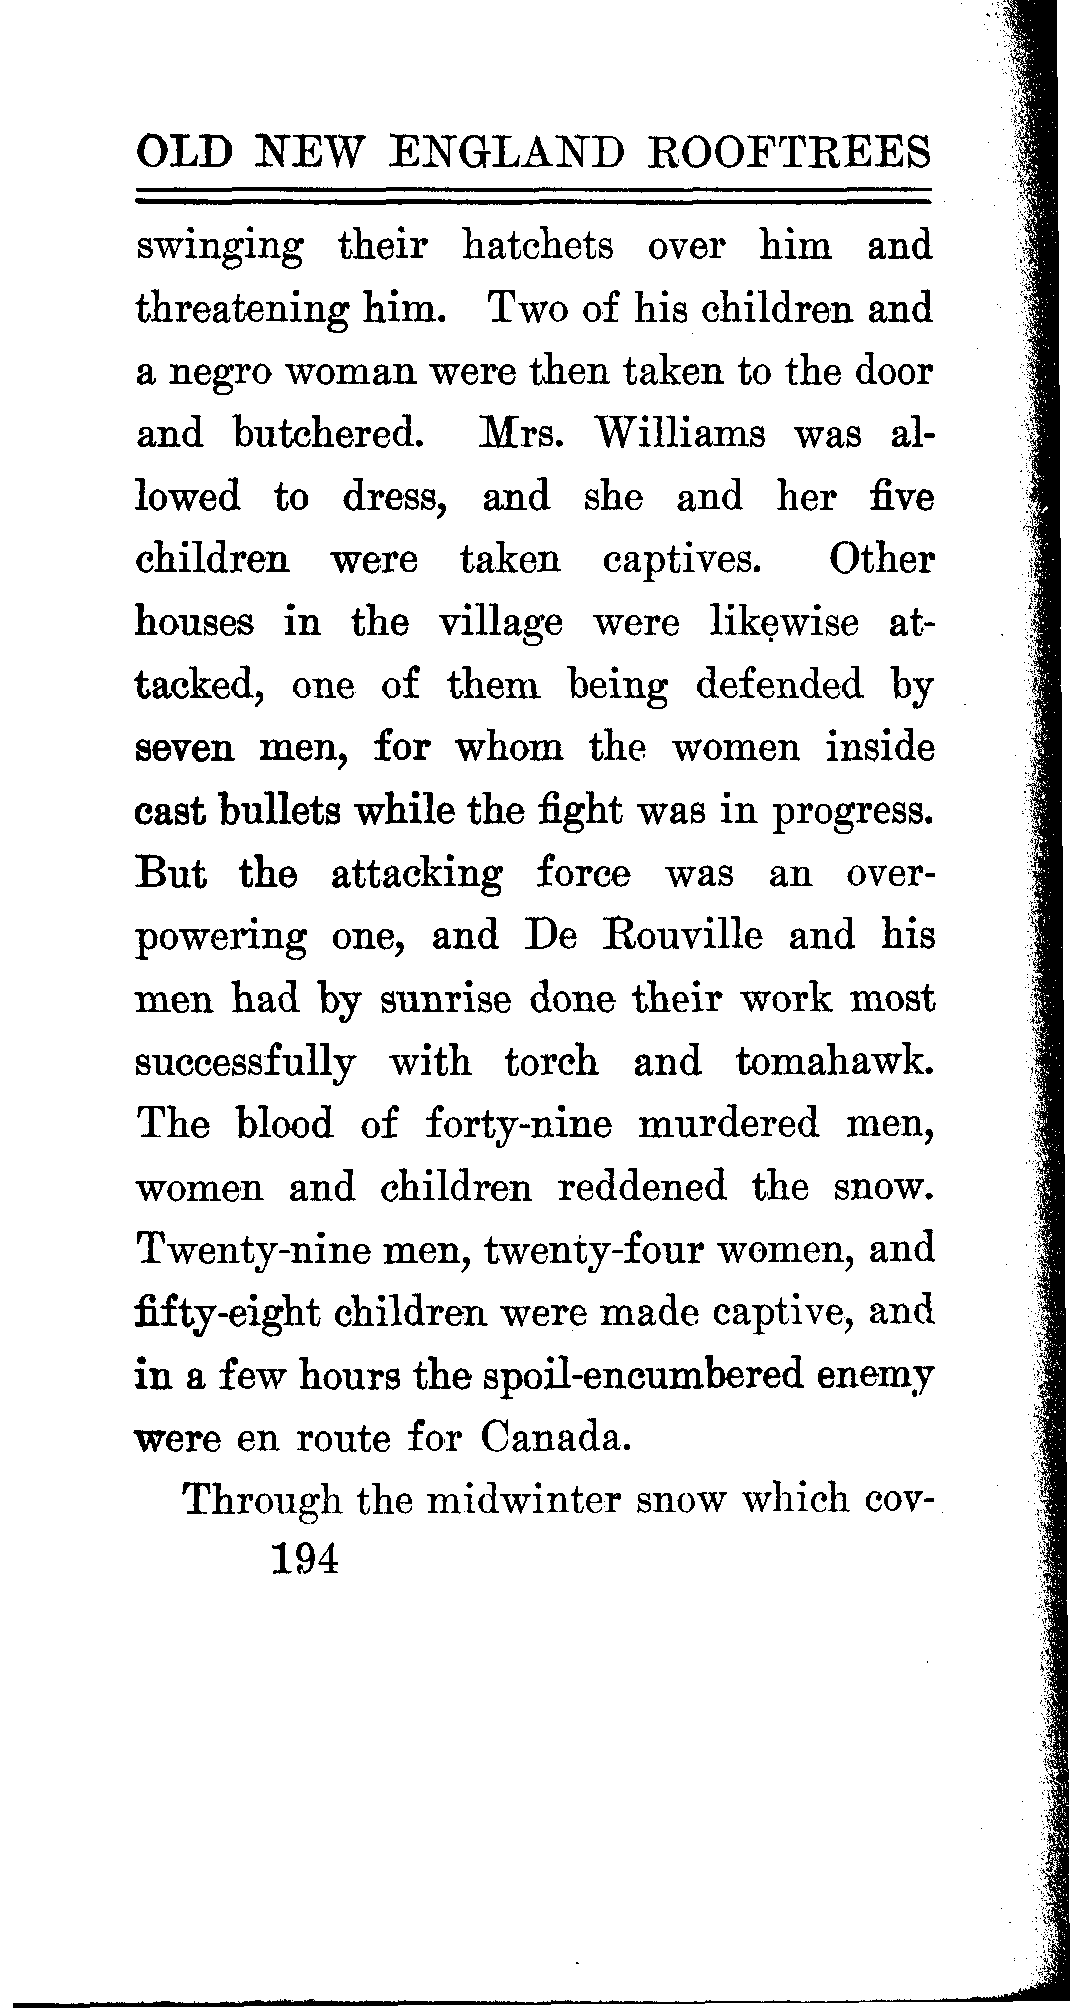 OLD NEW ENGLAND ROOFTREES
swinging their hatchets over him and
threatening him. Two of his children and
a negro woman were then taken to the door
and butchered. Mrs. Williams was al-
lowed to dress, and she and her five
children were taken captives. Other
houses in the village were likewise at-
tacked, one of them being defended by
seven men, for whom the women inside
cast bullets while the fight was in progress.
But the attacking force was an over-
powering one, and De Rouville and his
men had by sunrise done their work most
successfully with torch and tomahawk.
The blood of forty-nine murdered men,
women and children reddened the snow.
Twenty-nine men, twenty-four women, and
fifty-eight children were made captive, and
in a few hours the spoil-encumbered enemy
were en route for Canada.
Through the midwinter snow which cov-
194